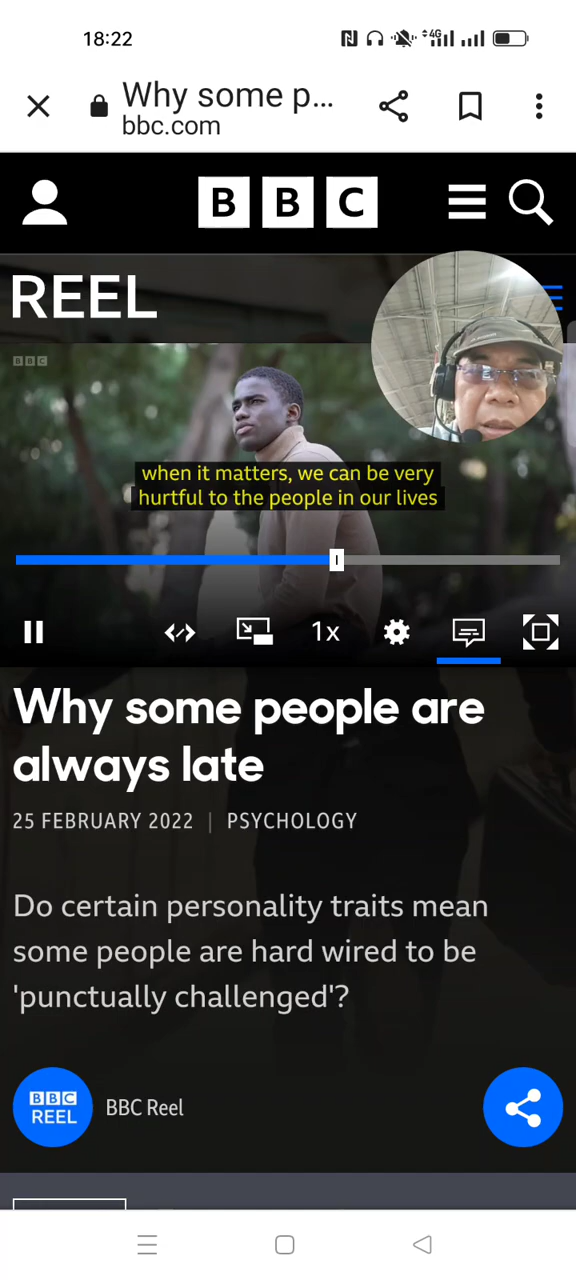 18:22
4G
Why some p...
bbc.com
BBC
REEL
BBC
when it matters, we can be very
hurtful to the people in our lives
1x
Why some people are
always late
25 FEBRUARY 2022 | PSYCHOLOGY
Do certain personality traits mean
some people are hard wired to be
'punctually challenged'?
BBC
REEL
BBC Reel